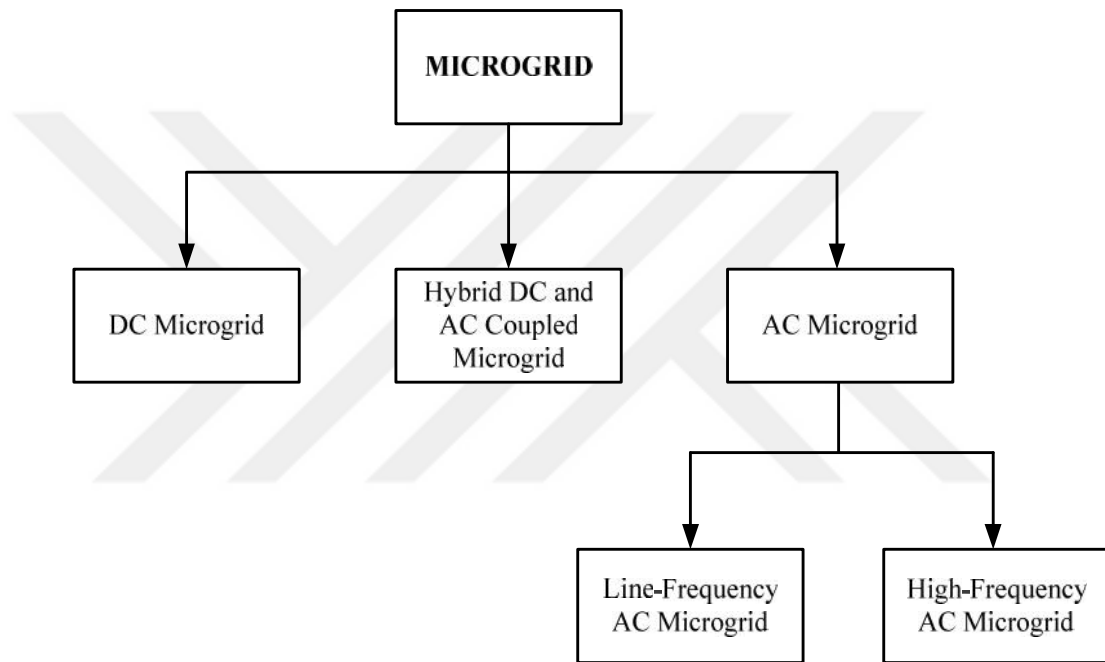 MICROGRID
DC Microgrid
Hybrid DC and
AC Coupled
Microgrid
AC Microgrid
Line-Frequency
AC Microgrid
High-Frequency
AC Microgrid